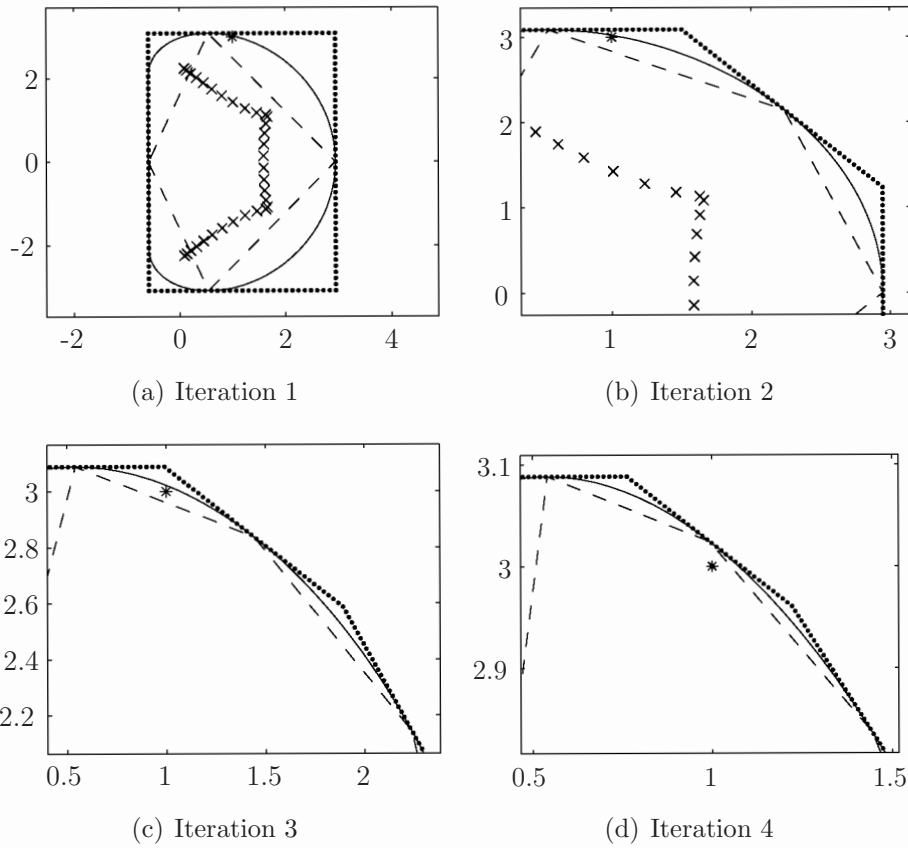 2
0
-2
-2 0 2 4
(a) Iteration 1
3
2
1
0
1 2 3
(b) Iteration 2
3
2.8
2.6
2.4
2.2
0.5 1 1.5 2
(c) Iteration 3
3.1
3
2.9
0.5 1 1.5
(d) Iteration 4